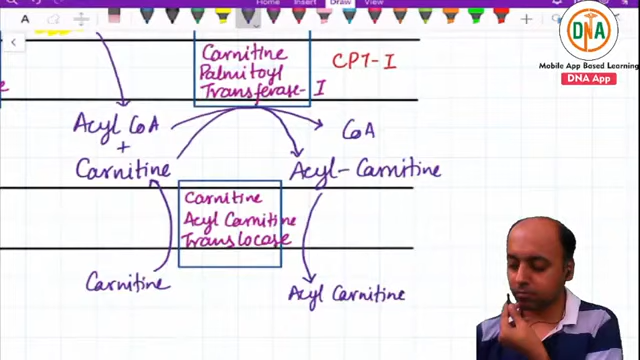 Insert
Draw
View
A
DNA
Mobile App Based Learning
DNA App
Carnitine
Palmitoyl
Transferase-I
CPT-I
Acyl CoA
+
Carnitine
CoA
Acyl-Carnitine
Carnitine
Acyl Carnitine
Translocase
Carnitine
Acyl Carnitine